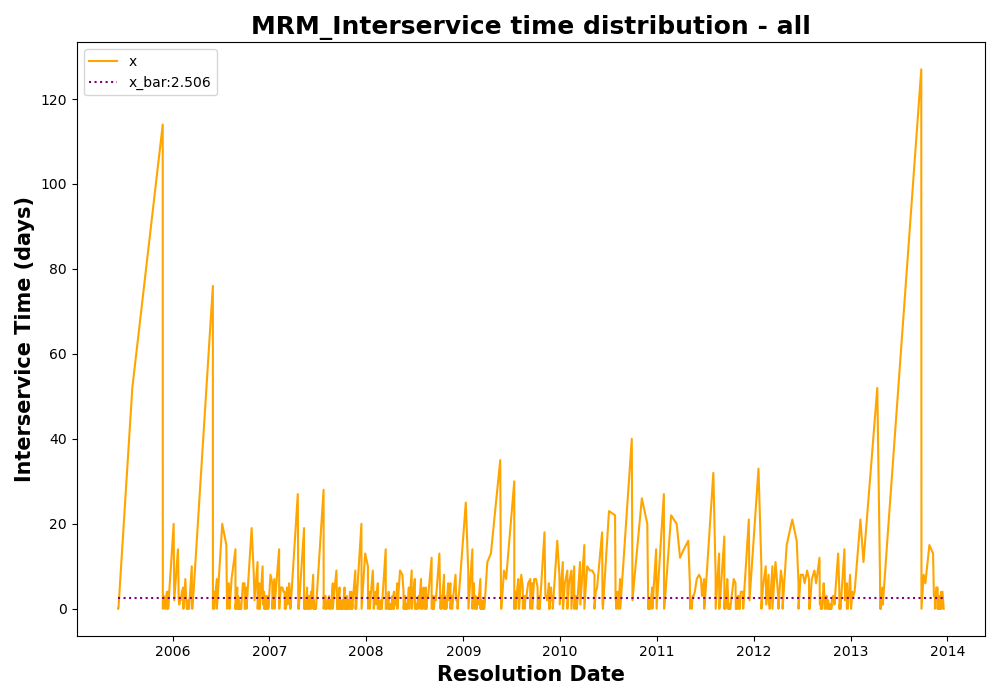 MRM_Interservice time distribution - all
x
x_bar:2.506
Interservice Time (days)
120
100
80
60
40
20
0
2006 2007 2008 2009 2010 2011 2012 2013 2014
Resolution Date